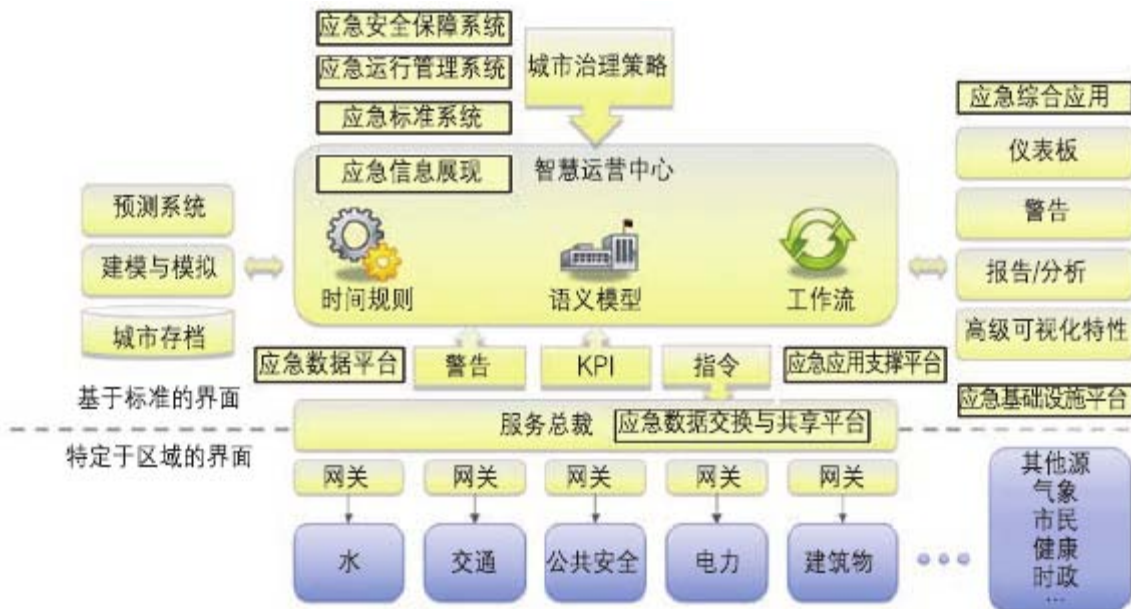 应急安全保障系统
应急运行管理系统
城市治理策略
应急标准系统
应急综合应用
应急信息展现
智慧运营中心
仪表板
预测系统
警告
建模与模拟
报告/分析
时间规则
语义模型
工作流
城市存档
高级可视化特性
应急数据平台
警告
KPI
指令
应急应用支撑平台
基于标准的界面
应急基础设施平台
服务总裁
应急数据交换与共享平台
特定于区域的界面
网关
网关
网关
网关
网关
水
交通
公共安全
电力
建筑物
其他源
气象
市民
健康
时政
...